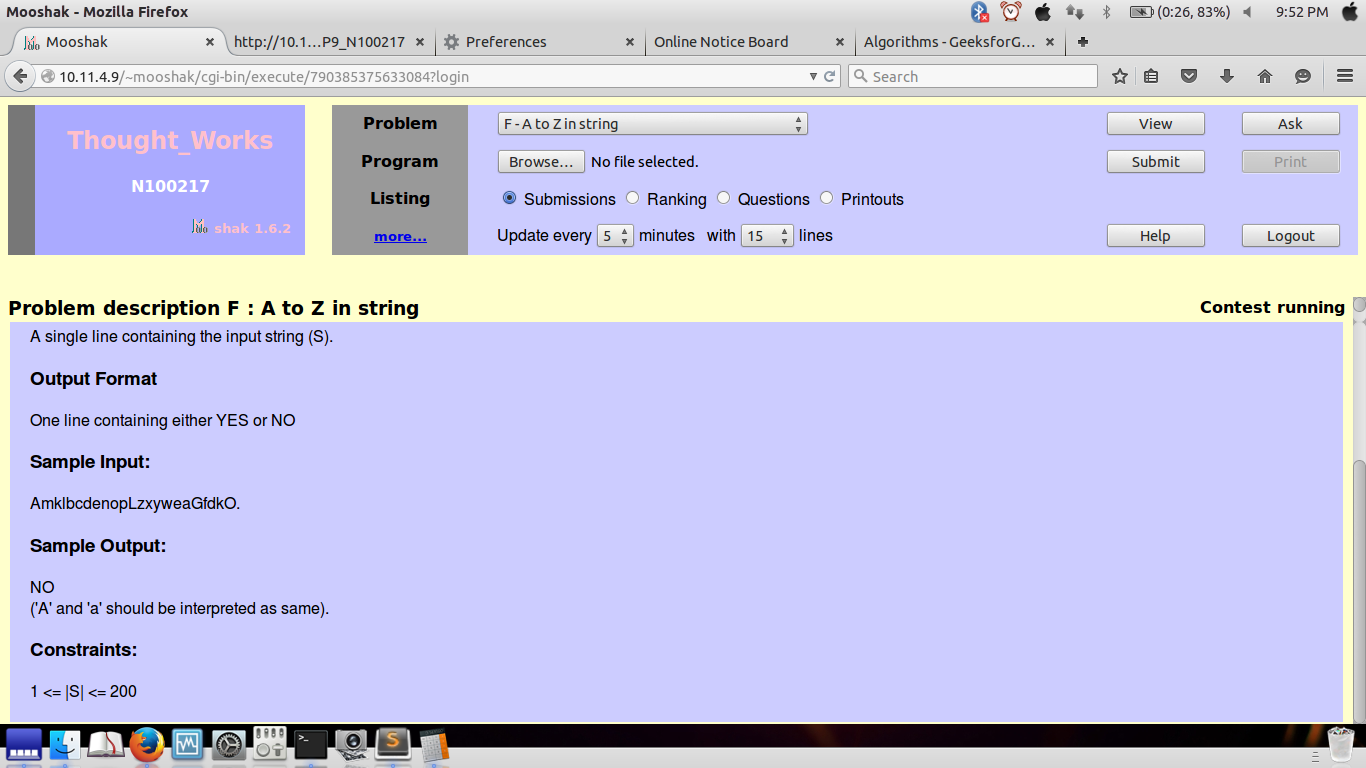 Mooshak - Mozilla Firefox
(0:26, 83%)
9:52 PM
Mooshak
http://10.1...P9_N100217
Preferences
Online Notice Board
Algorithms - GeeksforG...
10.11.4.9/~mooshak/cgi-bin/execute/790385375633084?login
Search
Thought_Works
N100217
shak 1.6.2
Problem
F - A to Z in string
View
Ask
Program
Browse...
No file selected.
Submit
Print
Listing
Submissions
Ranking
Questions
Printouts
more...
Update every 5 minutes with 15 lines
Help
Logout
Problem description F : A to Z in string
Contest running
A single line containing the input string (S).
Output Format
One line containing either YES or NO
Sample Input:
AmklbcdenopLzxyweaGfdkO.
Sample Output:
NO
('A' and 'a' should be interpreted as same).
Constraints:
1 <= |S| <= 200